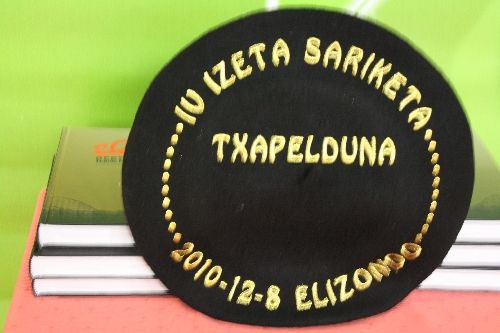 IV IZETA SARIKETA
TXAPELDUNA
2010-12-8 ELIZONDO